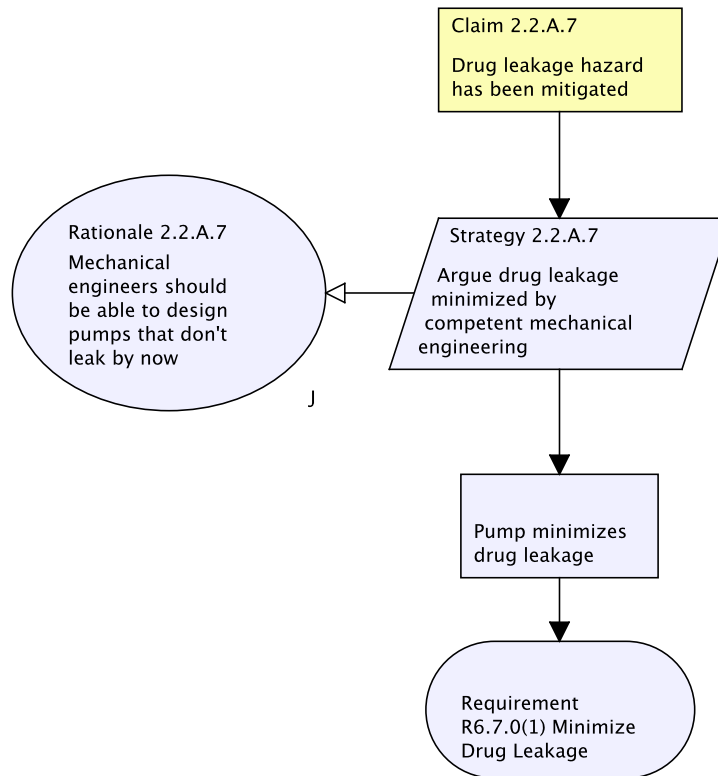 Claim 2.2.A.7
Drug leakage hazard
has been mitigated
Rationale 2.2.A.7
Mechanical
engineers should
be able to design
pumps that don't
leak by now
J
Strategy 2.2.A.7
Argue drug leakage
minimized by
competent mechanical
engineering
Pump minimizes
drug leakage
Requirement
R6.7.0(1) Minimize
Drug Leakage